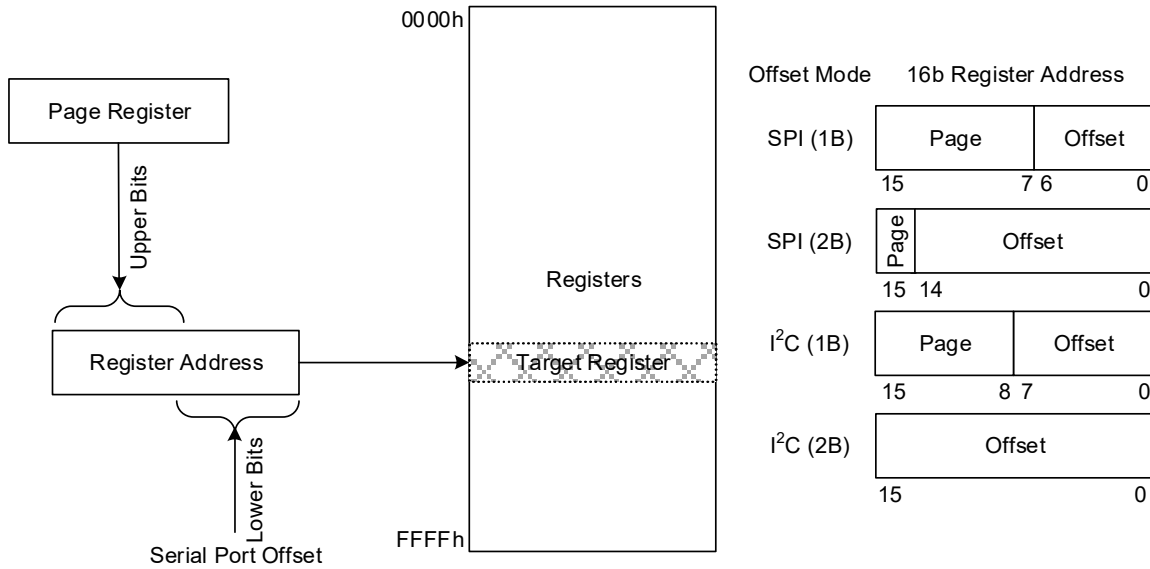 0000h
Page Register
Upper Bits
Register Address
Lower Bits
Serial Port Offset
Registers
Target Register
FFFFh
Offset Mode 16b Register Address
SPI (1B) Page Offset
15 7 6 0
SPI (2B) Page Offset
15 14 0
I²C (1B) Page Offset
15 8 7 0
I²C (2B) Offset
15 0